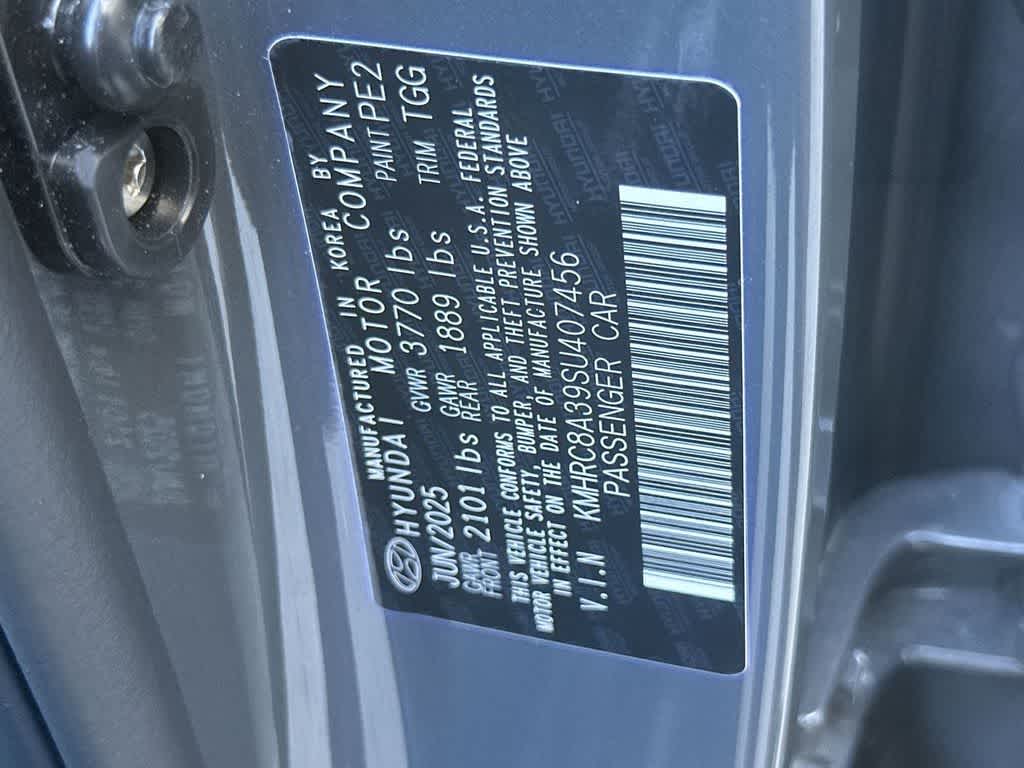 MANUFACTURED IN KOREA BY
HYUNDAI MOTOR COMPANY
JUN/2025 GVWR 3770 lbs PAINT PE2
GAWR FRON 2101 lbs GAWR REAR 1889 lbs TRIM TGG
THIS VEHICLE CONFORMS TO ALL APPLICABLE U.S.A. FEDERAL
MOTOR VEHICLE SAFETY, BUMPER, AND THEFT PREVENTION STANDARDS
IN EFFECT ON THE DATE OF MANUFACTURE SHOWN ABOVE
V.I.N KMHRC8A39SU407456
PASSENGER CAR